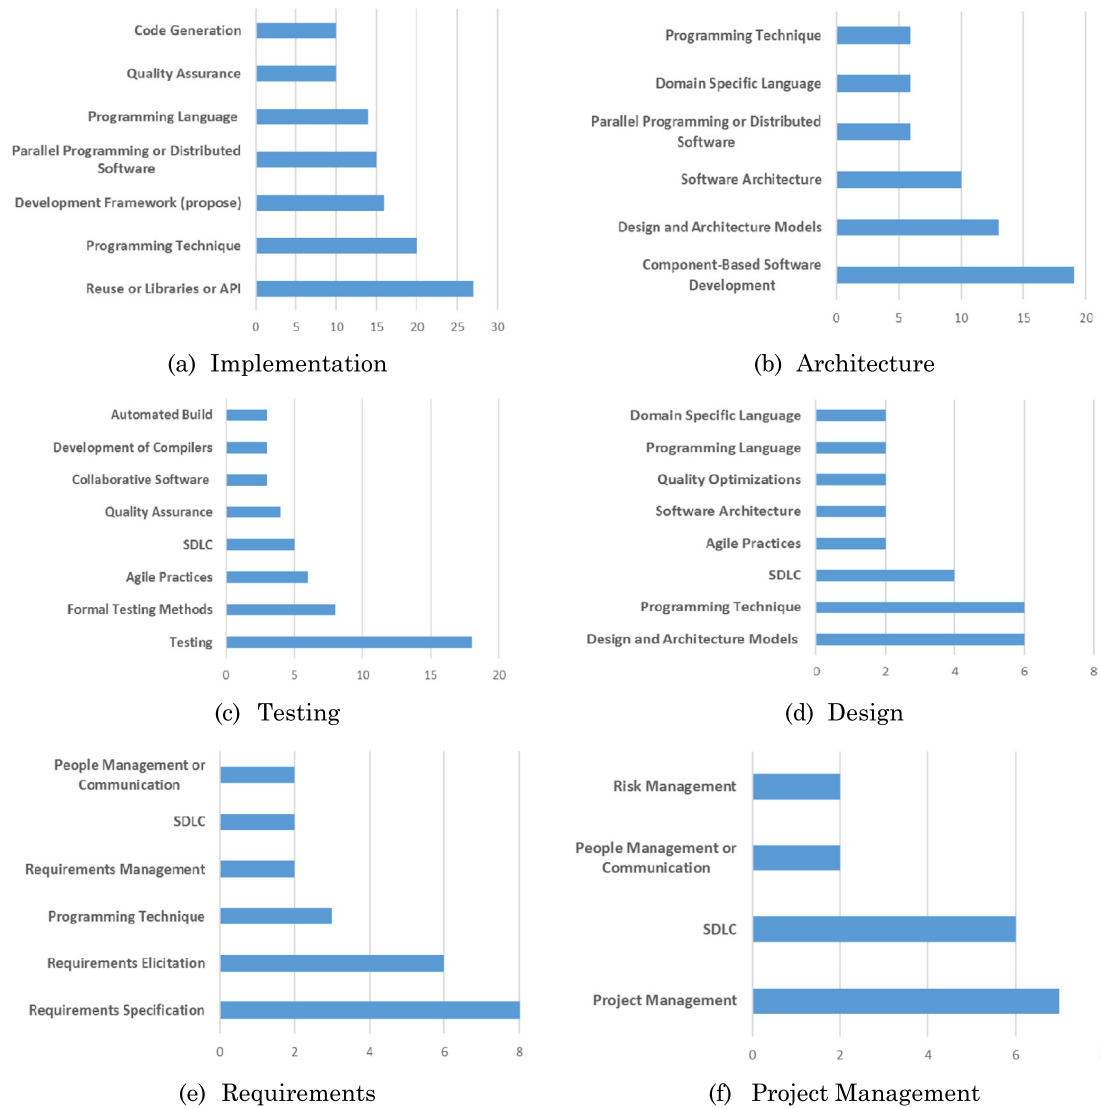 Code Generation
Quality Assurance
Programming Language
Parallel Programming or Distributed
Software
Development Framework (propose)
Programming Technique
Reuse or Libraries or API
0 5 10 15 20 25 30
(a) Implementation
Programming Technique
Domain Specific Language
Parallel Programming or Distributed
Software
Software Architecture
Design and Architecture Models
Component-Based Software
Development
0 5 10 15 20
(b) Architecture
Automated Build
Development of Compilers
Collaborative Software
Quality Assurance
SDLC
Agile Practices
Formal Testing Methods
Testing
0 5 10 15 20
(c) Testing
Domain Specific Language
Programming Language
Quality Optimizations
Software Architecture
Agile Practices
SDLC
Programming Technique
Design and Architecture Models
0 2 4 6 8
(d) Design
People Management or
Communication
SDLC
Requirements Management
Programming Technique
Requirements Elicitation
Requirements Specification
0 2 4 6 8
(e) Requirements
Risk Management
People Management or
Communication
SDLC
Project Management
0 2 4 6
(f) Project Management